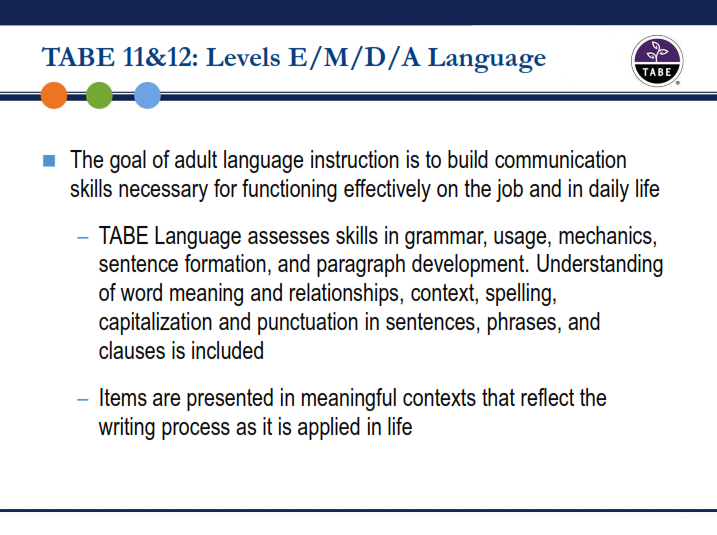 TABE 11&12: Levels E/M/D/A Language
TABE
®
■ The goal of adult language instruction is to build communication
skills necessary for functioning effectively on the job and in daily life
– TABE Language assesses skills in grammar, usage, mechanics,
sentence formation, and paragraph development. Understanding
of word meaning and relationships, context, spelling,
capitalization and punctuation in sentences, phrases, and
clauses is included
– Items are presented in meaningful contexts that reflect the
writing process as it is applied in life